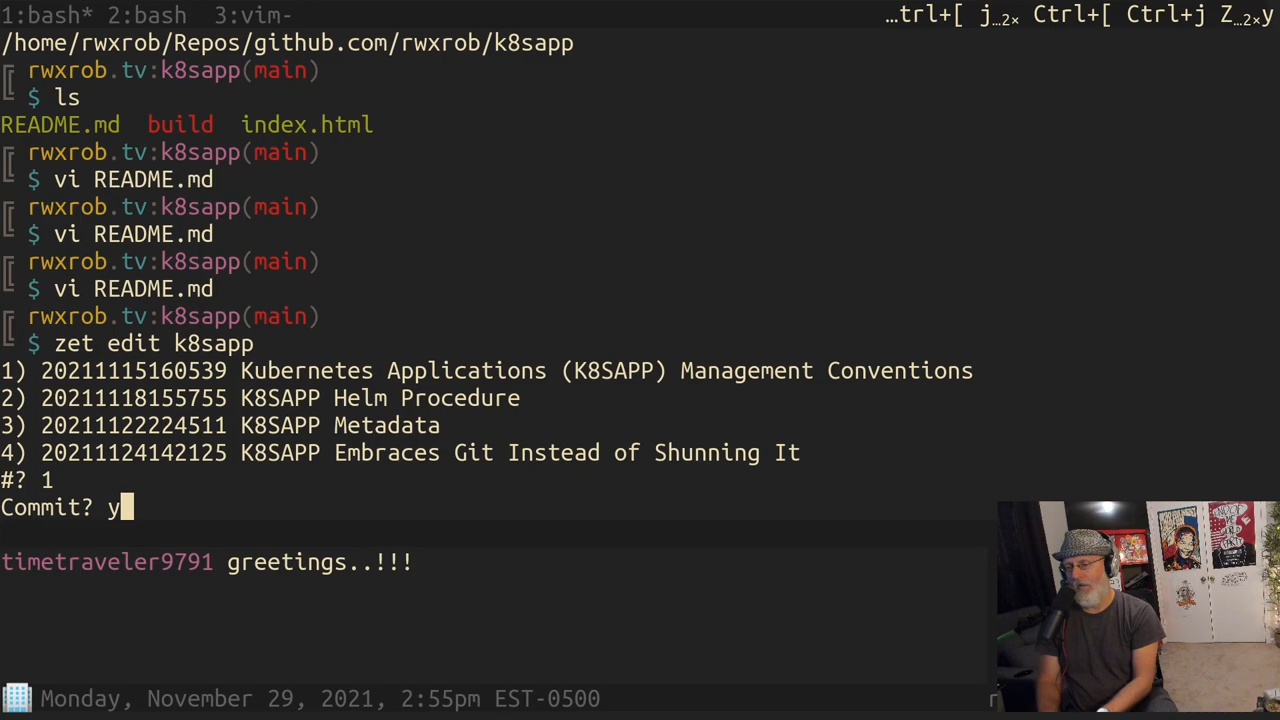 1:bash* 2:bash  3:vim-
…trl+[ j…2× Ctrl+[ Ctrl+j Z…2×y
/home/rwxrob/Repos/github.com/rwxrob/k8sapp
rwxrob.tv:k8sapp(main)
$ ls
README.md  build  index.html
rwxrob.tv:k8sapp(main)
$ vi README.md
rwxrob.tv:k8sapp(main)
$ vi README.md
rwxrob.tv:k8sapp(main)
$ vi README.md
rwxrob.tv:k8sapp(main)
$ zet edit k8sapp
1) 20211115160539 Kubernetes Applications (K8SAPP) Management Conventions
2) 20211118155755 K8SAPP Helm Procedure
3) 20211122224511 K8SAPP Metadata
4) 20211124142125 K8SAPP Embraces Git Instead of Shunning It
#? 1
Commit? y
timetraveler9791 greetings..!!!
Monday, November 29, 2021, 2:55pm EST-0500
r